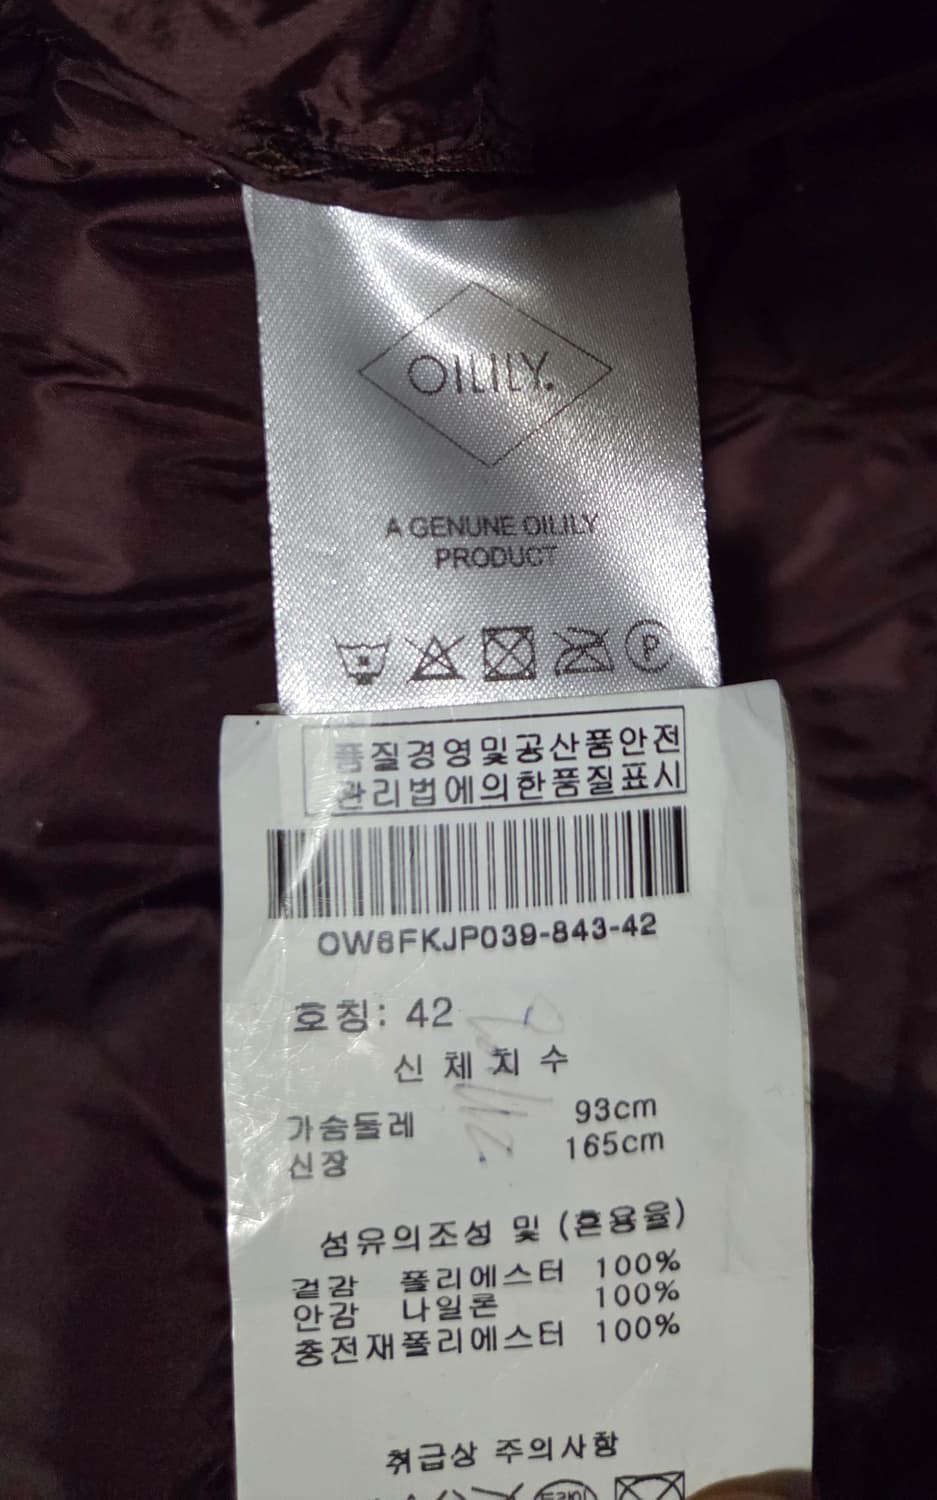 OILILY.
A GENUNE OILILY
PRODUCT
P
품질경영및공산품안전
관리법에의한품질표시
OW6FKJP039-843-42
호칭: 42
신체치수
가슴둘레 93cm
신장 165cm
섬유의조성 및 (혼용율)
겉감 폴리에스터 100%
안감 나일론 100%
충전재폴리에스터 100%
취급상 주의사항
드라이